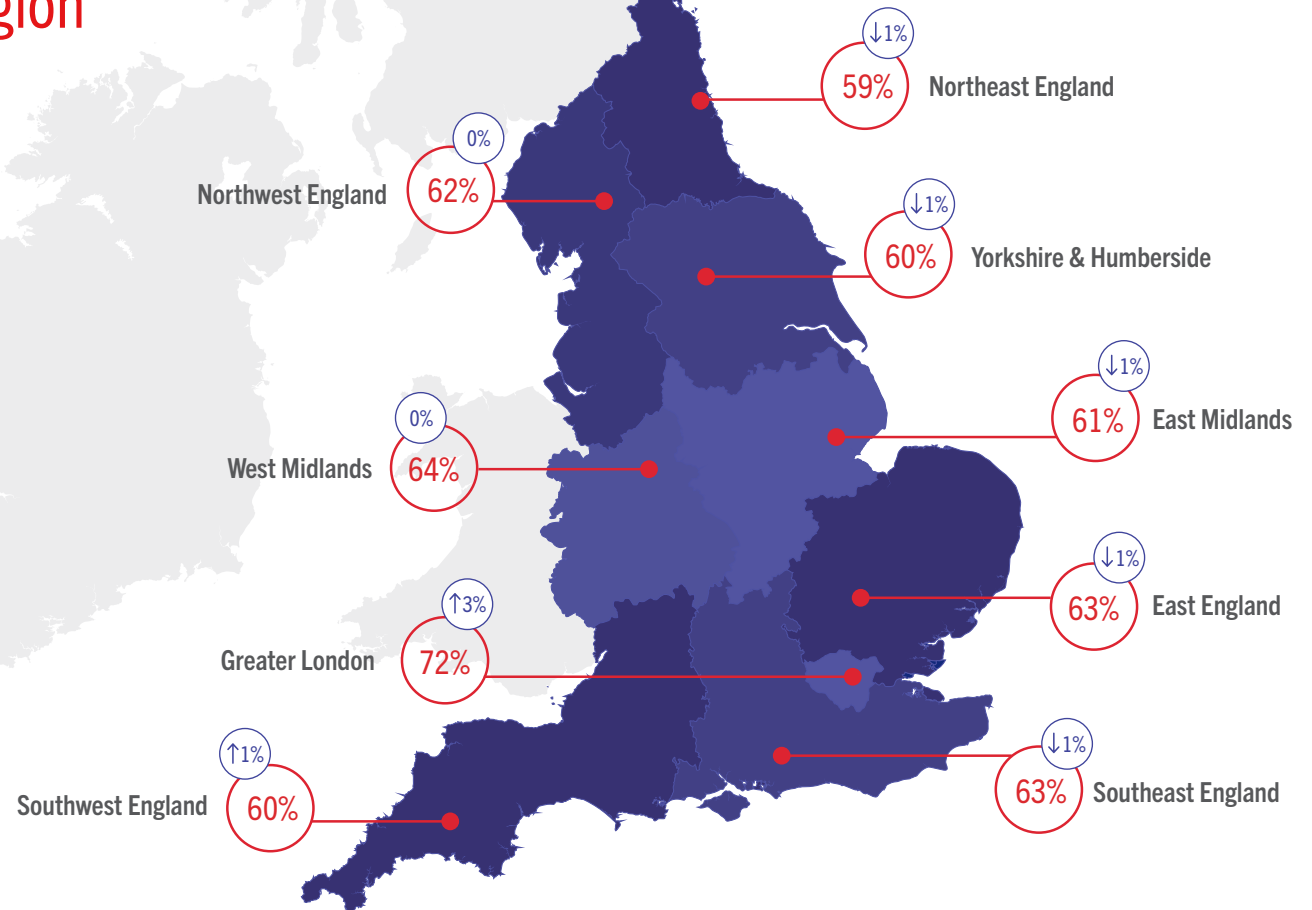 ↓1%
59%
Northeast England
0%
62%
Northwest England
↓1%
60%
Yorkshire & Humberside
↓1%
61%
East Midlands
0%
64%
West Midlands
↓1%
63%
East England
↑3%
72%
Greater London
↓1%
63%
Southeast England
↑1%
60%
Southwest England